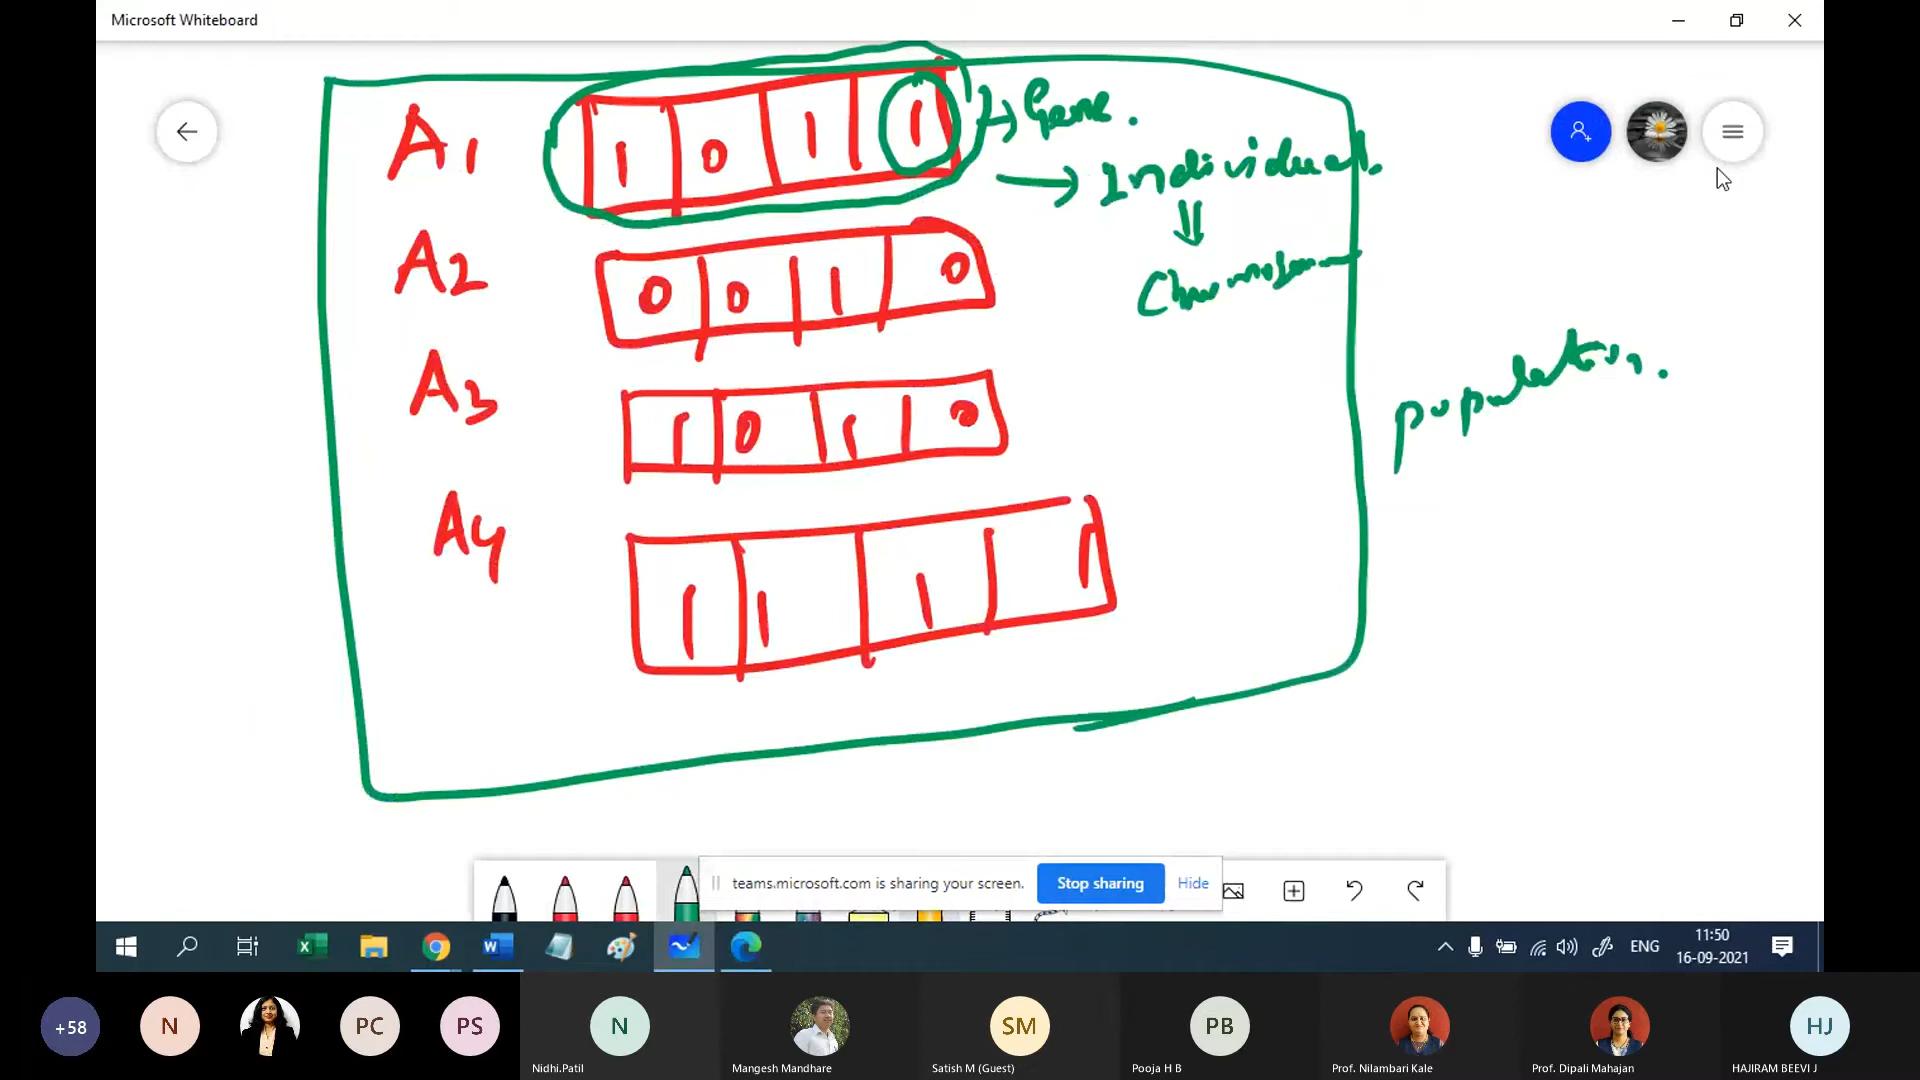 Microsoft Whiteboard
A1 1 0 1 1 → Gene.
→ Individual.
A2 0 0 1 0
A3 1 0 1 0
population.
A4 1 1 1 1
teams.microsoft.com is sharing your screen. Stop sharing Hide
ENG
11:50
16-09-2021
+58 N PC PS N SM PB HJ
Nidhi.Patil Mangesh Mandhare Satish M (Guest) Pooja H B Prof. Nilambari Kale Prof. Dipali Mahajan HAJIRAM BEEVI J